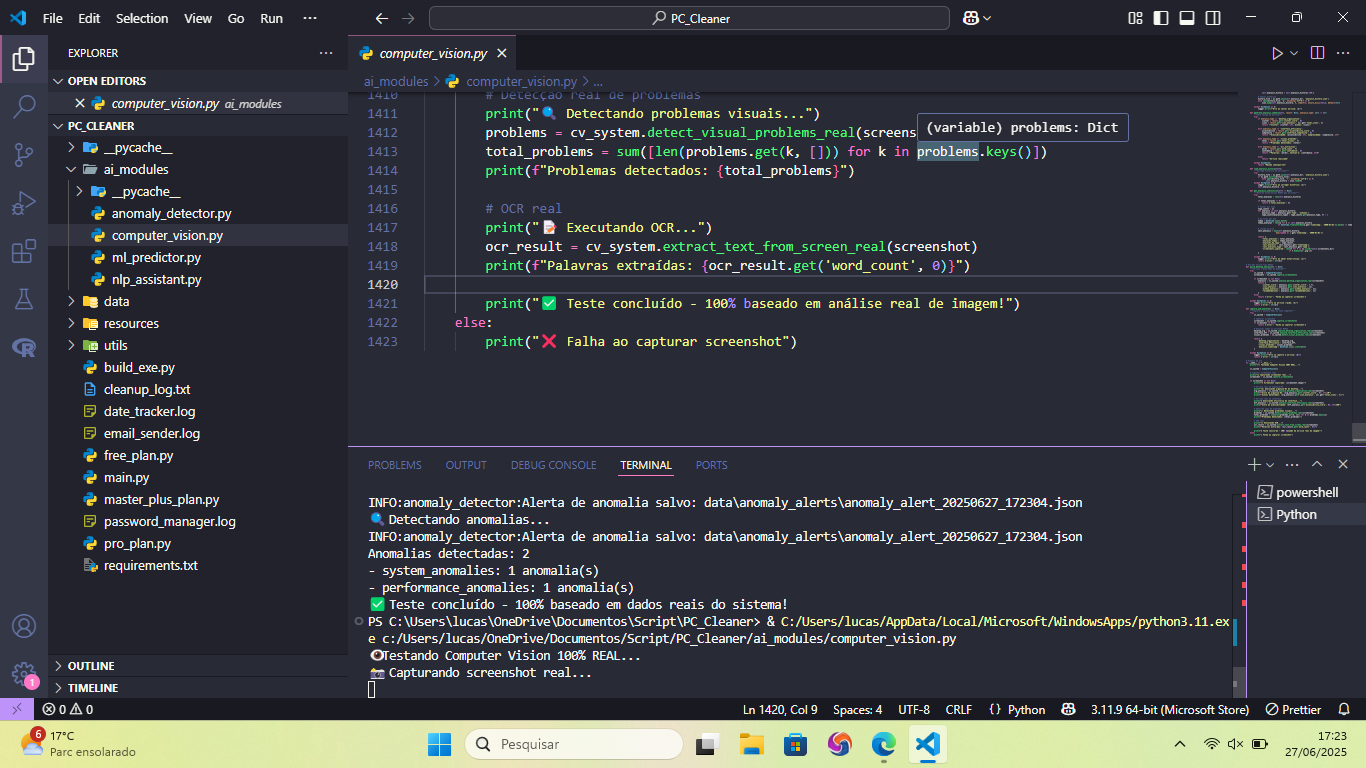 File Edit Selection View Go Run ···
PC_Cleaner
EXPLORER
OPEN EDITORS
computer_vision.py ai_modules
PC_CLEANER
__pycache__
ai_modules
__pycache__
anomaly_detector.py
computer_vision.py
ml_predictor.py
nlp_assistant.py
data
resources
utils
build_exe.py
cleanup_log.txt
date_tracker.log
email_sender.log
free_plan.py
main.py
master_plus_plan.py
password_manager.log
pro_plan.py
requirements.txt
OUTLINE
TIMELINE
computer_vision.py
ai_modules > computer_vision.py > ...
1410 # Detecção real de problemas
1411 print("🔍 Detectando problemas visuais...")
1412 problems = cv_system.detect_visual_problems_real(screens
(variable) problems: Dict
1413 total_problems = sum([len(problems.get(k, [])) for k in problems.keys()])
1414 print(f"Problemas detectados: {total_problems}")
1415
1416 # OCR real
1417 print("📝 Executando OCR...")
1418 ocr_result = cv_system.extract_text_from_screen_real(screenshot)
1419 print(f"Palavras extraídas: {ocr_result.get('word_count', 0)}")
1420
1421 print("✅ Teste concluído - 100% baseado em análise real de imagem!")
1422 else:
1423 print("❌ Falha ao capturar screenshot")
PROBLEMS OUTPUT DEBUG CONSOLE TERMINAL PORTS
INFO:anomaly_detector:Alerta de anomalia salvo: data\anomaly_alerts\anomaly_alert_20250627_172304.json
🔍 Detectando anomalias...
INFO:anomaly_detector:Alerta de anomalia salvo: data\anomaly_alerts\anomaly_alert_20250627_172304.json
Anomalias detectadas: 2
- system_anomalies: 1 anomalia(s)
- performance_anomalies: 1 anomalia(s)
✅ Teste concluído - 100% baseado em dados reais do sistema!
PS C:\Users\lucas\OneDrive\Documentos\Script\PC_Cleaner> & C:/Users/lucas/AppData/Local/Microsoft/WindowsApps/python3.11.ex
e c:/Users/lucas/OneDrive/Documentos/Script/PC_Cleaner/ai_modules/computer_vision.py
👁️Testando Computer Vision 100% REAL...
📸 Capturando screenshot real...
powershell
Python
1
0 0
Ln 1420, Col 9 Spaces: 4 UTF-8 CRLF {} Python 3.11.9 64-bit (Microsoft Store) Prettier
6
17°C
Parc ensolarado
Pesquisar
17:23
27/06/2025